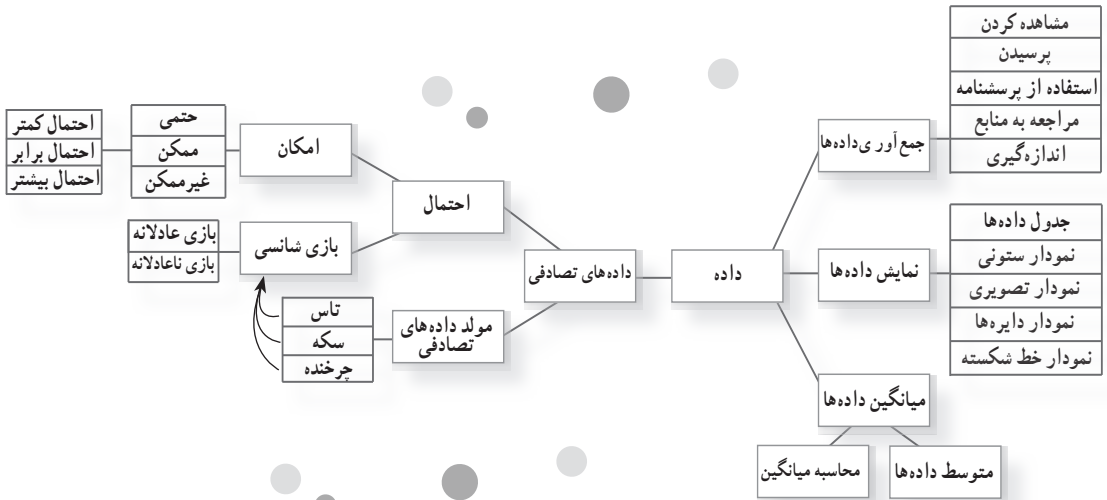 مشاهده کردن
پرسیدن
استفاده از پرسشنامه
مراجعه به منابع
اندازه‌گیری
جمع‌آور ی‌داده‌ها
جدول داده‌ها
نمودار ستونی
نمودار تصویری
نمودار دایره‌ها
نمودار خط شکسته
نمایش داده‌ها
میانگین داده‌ها
متوسط داده‌ها
محاسبه میانگین
داده
داده‌های تصادفی
احتمال
امکان
حتمی
ممکن
غیرممکن
احتمال کمتر
احتمال برابر
احتمال بیشتر
بازی شانسی
بازی عادلانه
بازی ناعادلانه
مولد داده‌های
تصادفی
تاس
سکه
چرخنده